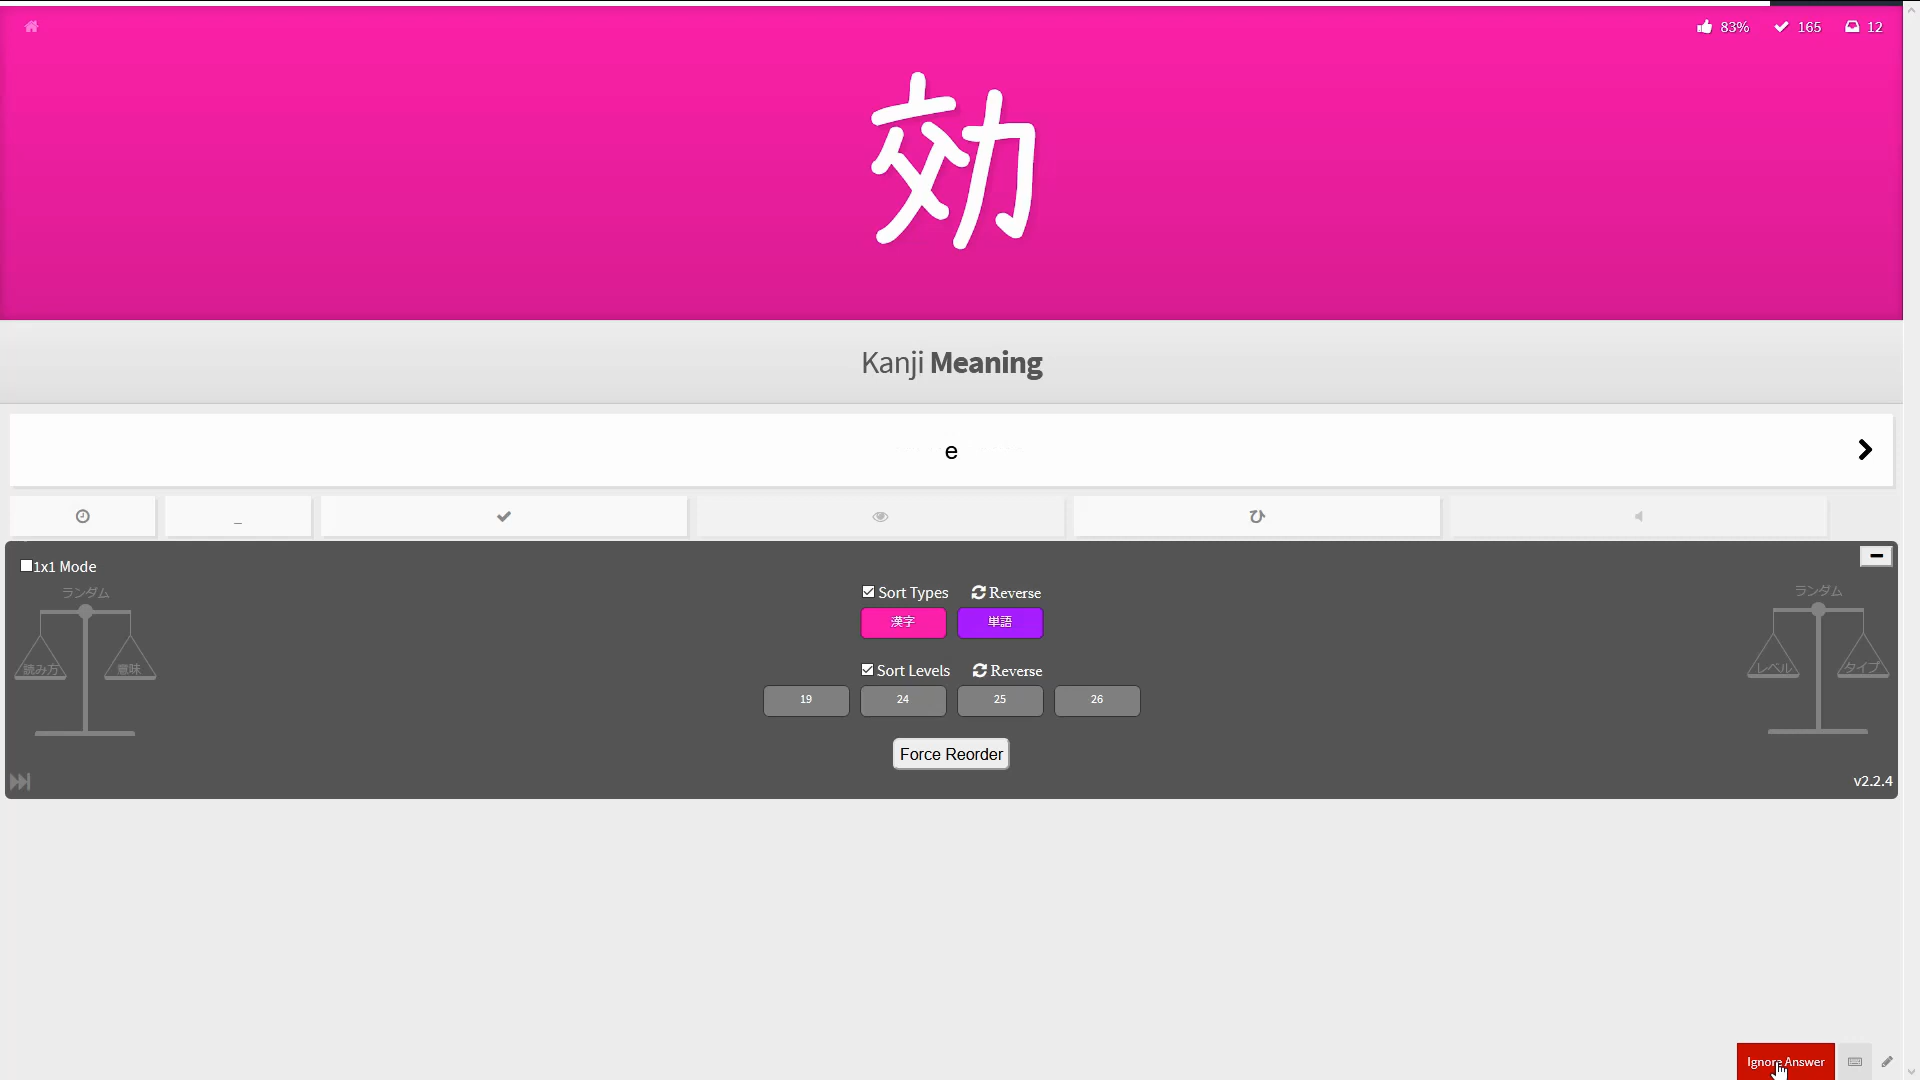 83% 165 12
効
Kanji Meaning
e
_ ひ
1x1 Mode
ランダム
読み方 意味
Sort Types Reverse
漢字 単語
Sort Levels Reverse
19 24 25 26
Force Reorder
ランダム
レベル タイプ
v2.2.4
Ignore Answer